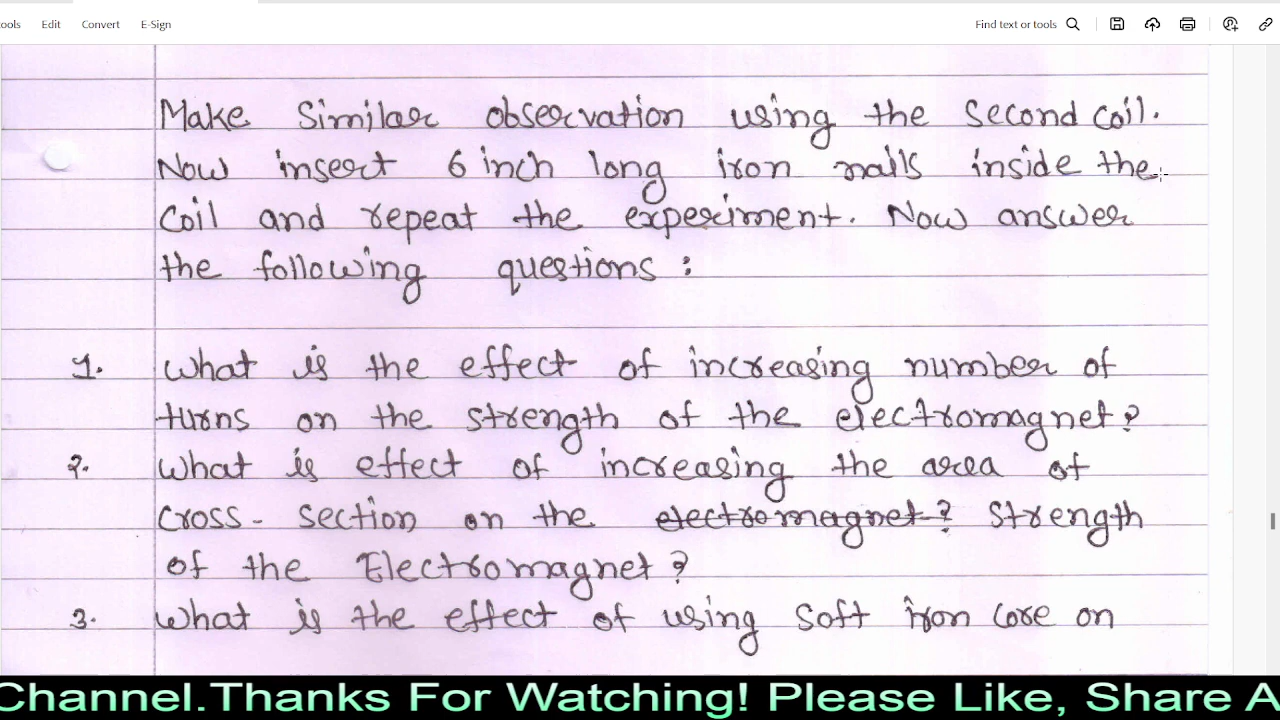 ools Edit Convert E-Sign Find text or tools
Make Similar observation using the Second coil.
Now insert 6 inch long iron nails inside the
Coil and repeat the experiment. Now answer
the following questions :
1. What is the effect of increasing number of
turns on the strength of the electromagnet?
2. What is effect of increasing the area of
Cross- section on the electromagnet? Strength
of the Electromagnet?
3. What is the effect of using Soft iron Core on
Channel.Thanks For Watching! Please Like, Share A